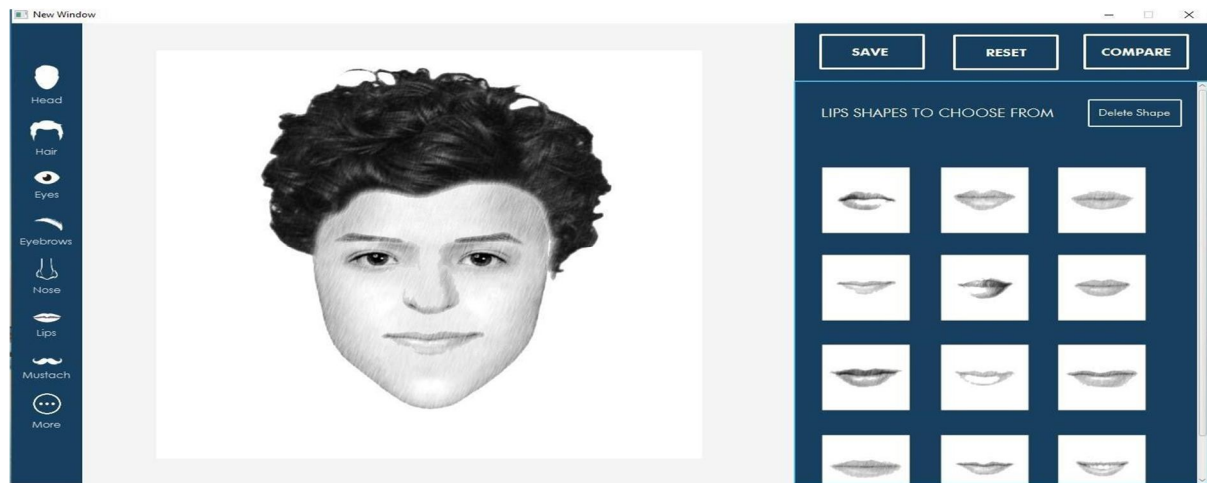 New Window
Head
Hair
Eyes
Eyebrows
Nose
Lips
Mustach
More
SAVE
RESET
COMPARE
LIPS SHAPES TO CHOOSE FROM
Delete Shape